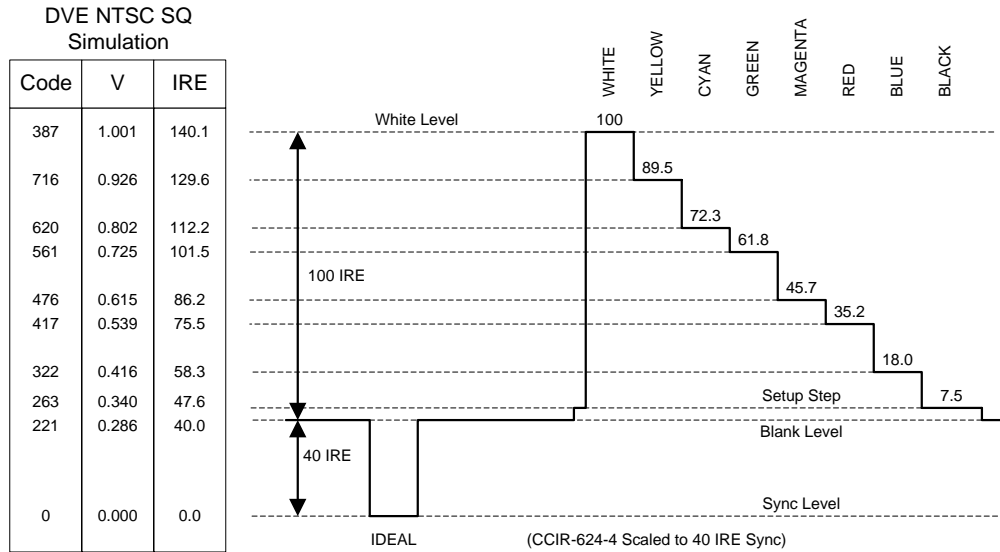 DVE NTSC SQ
Simulation
Code V IRE
387 1.001 140.1
716 0.926 129.6
620 0.802 112.2
561 0.725 101.5
476 0.615 86.2
417 0.539 75.5
322 0.416 58.3
263 0.340 47.6
221 0.286 40.0
0 0.000 0.0
WHITE
YELLOW
CYAN
GREEN
MAGENTA
RED
BLUE
BLACK
White Level
100
89.5
72.3
61.8
100 IRE
45.7
35.2
18.0
Setup Step
7.5
Blank Level
40 IRE
Sync Level
IDEAL
(CCIR-624-4 Scaled to 40 IRE Sync)